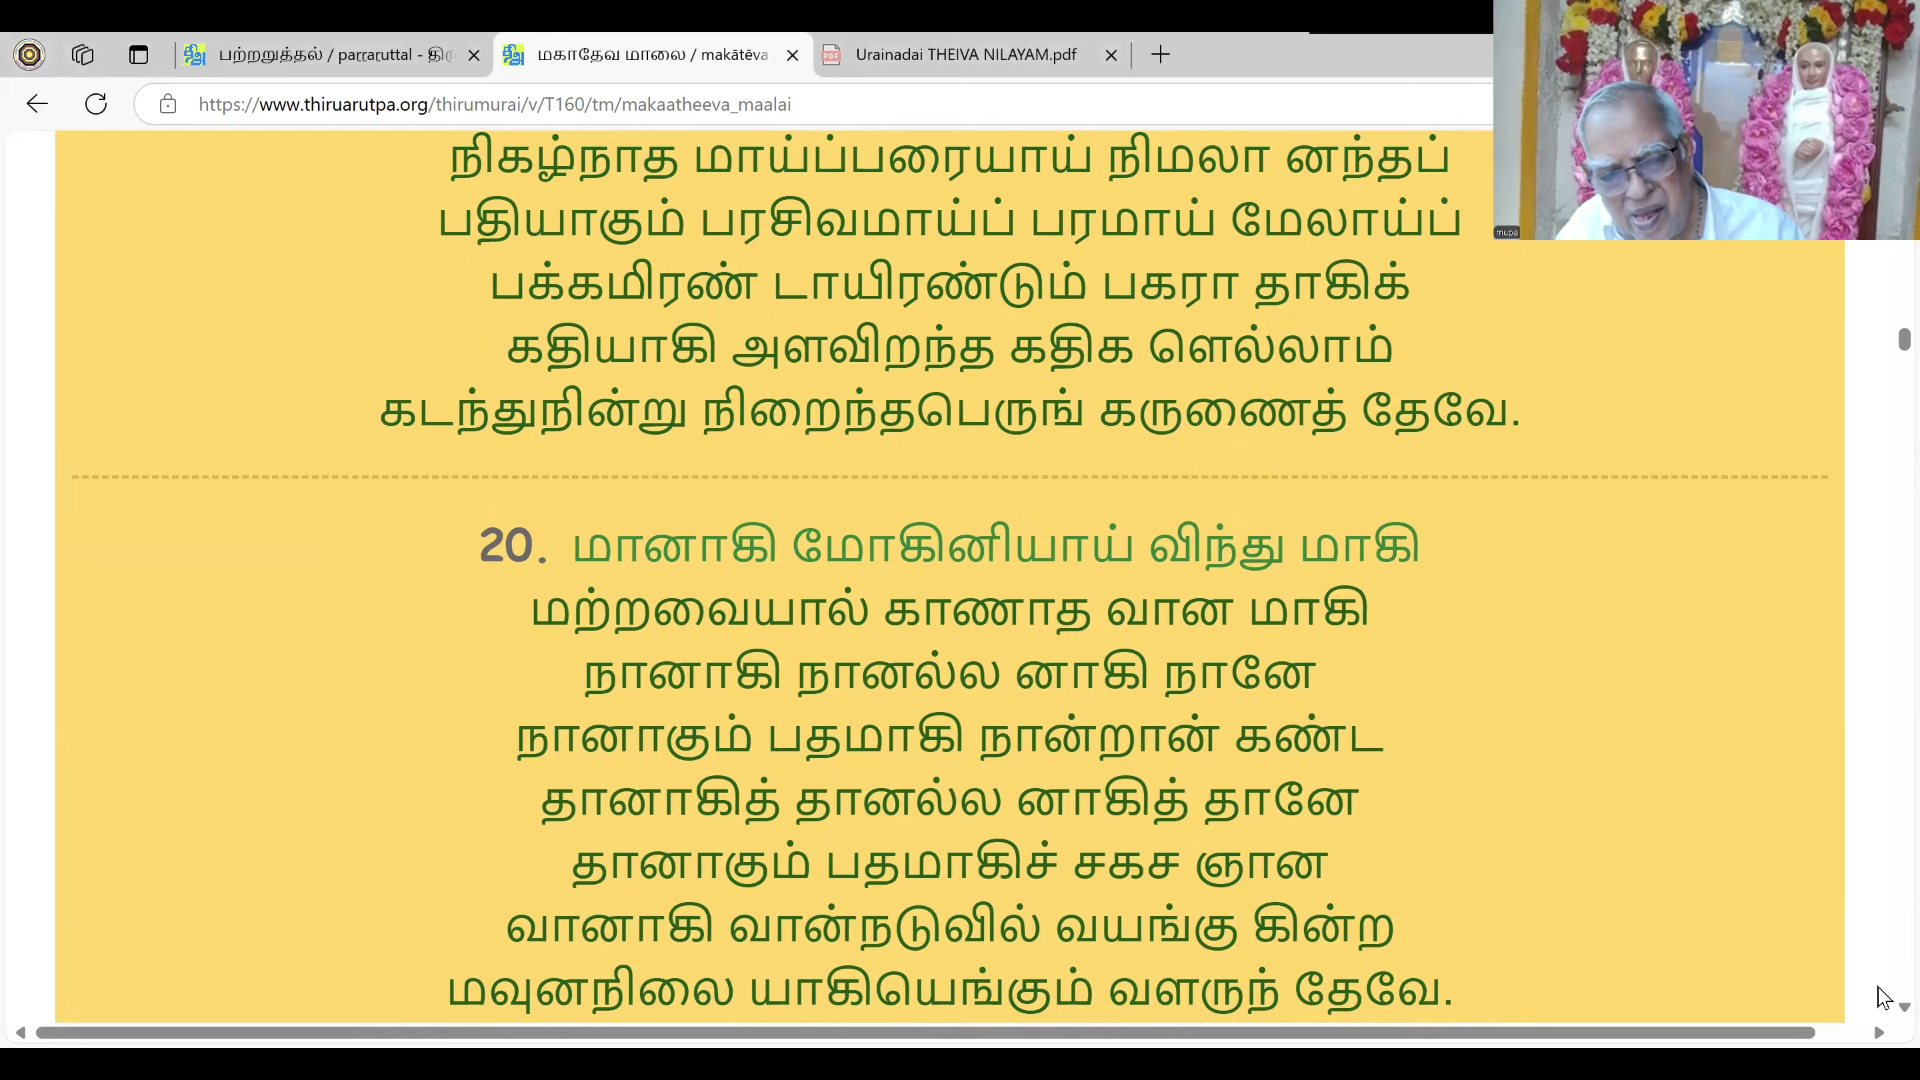 பற்றறுத்தல் / paṟṟaṟuttal - திரு
மகாதேவ மாலை / makātēva
Urainadai THEIVA NILAYAM.pdf
https://www.thiruarutpa.org/thirumurai/v/T160/tm/makaatheeva_maalai
mupa
நிகழ்நாத மாய்ப்பரையாய் நிமலா னந்தப்
பதியாகும் பரசிவமாய்ப் பரமாய் மேலாய்ப்
பக்கமிரண் டாயிரண்டும் பகரா தாகிக்
கதியாகி அளவிறந்த கதிக ளெல்லாம்
கடந்துநின்று நிறைந்தபெருங் கருணைத் தேவே.
20. மானாகி மோகினியாய் விந்து மாகி
மற்றவையால் காணாத வான மாகி
நானாகி நானல்ல னாகி நானே
நானாகும் பதமாகி நான்றான் கண்ட
தானாகித் தானல்ல னாகித் தானே
தானாகும் பதமாகிச் சகச ஞான
வானாகி வான்நடுவில் வயங்கு கின்ற
மவுனநிலை யாகியெங்கும் வளருந் தேவே.